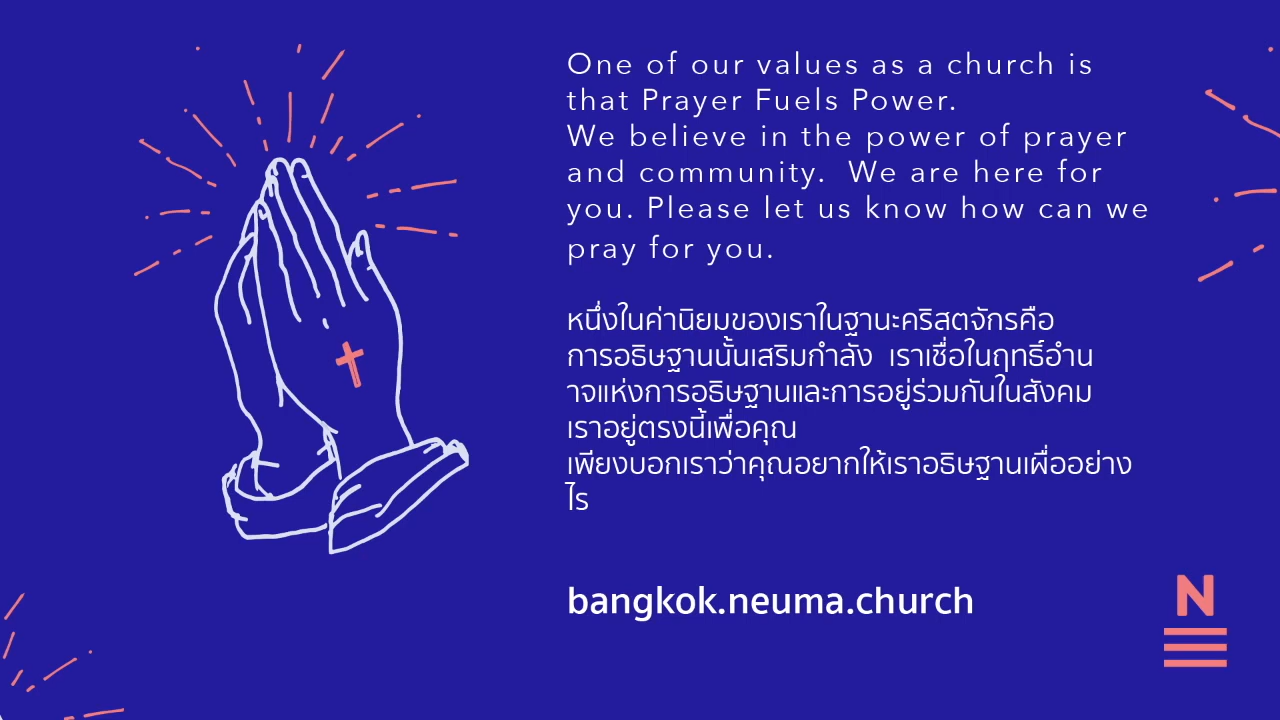 One of our values as a church is
that Prayer Fuels Power.
We believe in the power of prayer
and community.  We are here for
you. Please let us know how can we
pray for you.
หนึ่งในค่านิยมของเราในฐานะคริสตจักรคือ
การอธิษฐานนั้นเสริมกำลัง  เราเชื่อในฤทธิ์อำน
าจแห่งการอธิษฐานและการอยู่ร่วมกันในสังคม
เราอยู่ตรงนี้เพื่อคุณ
เพียงบอกเราว่าคุณอยากให้เราอธิษฐานเผื่ออย่าง
ไร
bangkok.neuma.church
N